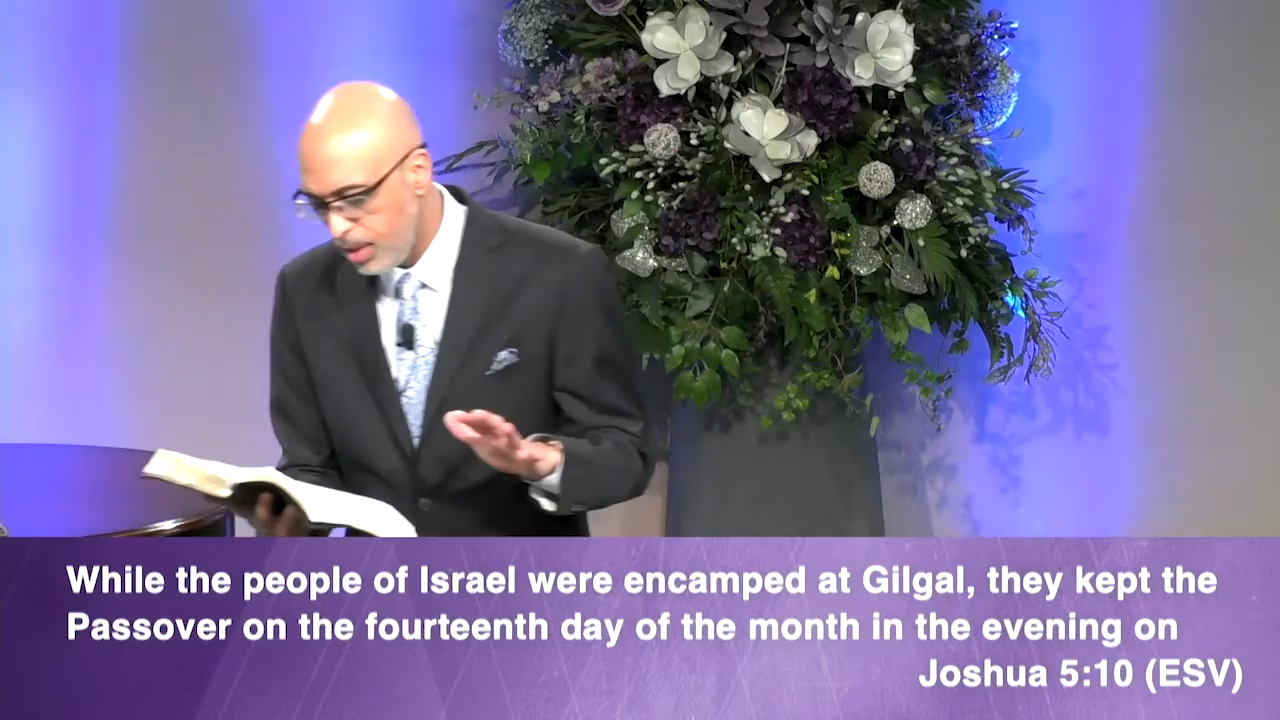 While the people of Israel were encamped at Gilgal, they kept the
Passover on the fourteenth day of the month in the evening on
Joshua 5:10 (ESV)